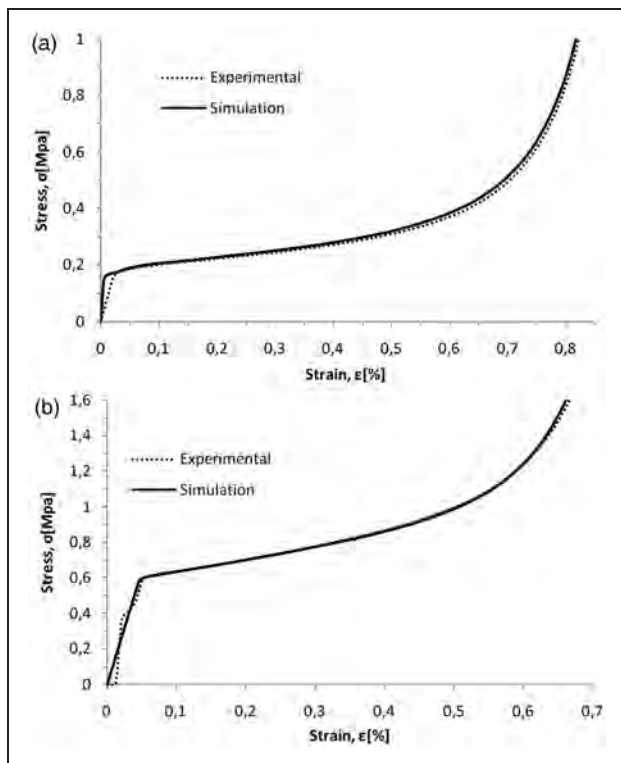 (a)
1
Experimental
0,8
Simulation
0,6
0,4
0,2
0
Stress, σ[Mpa]
0 0,1 0,2 0,3 0,4 0,5 0,6 0,7 0,8
Strain, ε[%]
(b)
1,6
1,4
Experimental
1,2
Simulation
1
0,8
0,6
0,4
0,2
0
Stress, σ[Mpa]
0 0,1 0,2 0,3 0,4 0,5 0,6 0,7
Strain, ε[%]